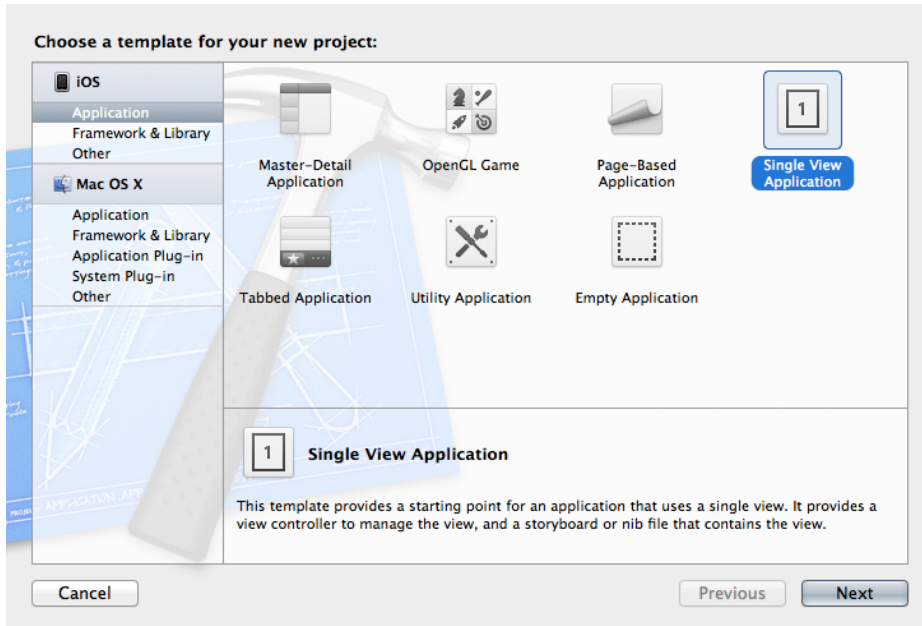 Choose a template for your new project:
iOS
Application
Framework & Library
Other
Mac OS X
Application
Framework & Library
Application Plug-in
System Plug-in
Other
Master-Detail
Application
OpenGL Game
Page-Based
Application
1
Single View
Application
Tabbed Application
Utility Application
Empty Application
1
Single View Application
This template provides a starting point for an application that uses a single view. It provides a
view controller to manage the view, and a storyboard or nib file that contains the view.
Cancel
Previous
Next